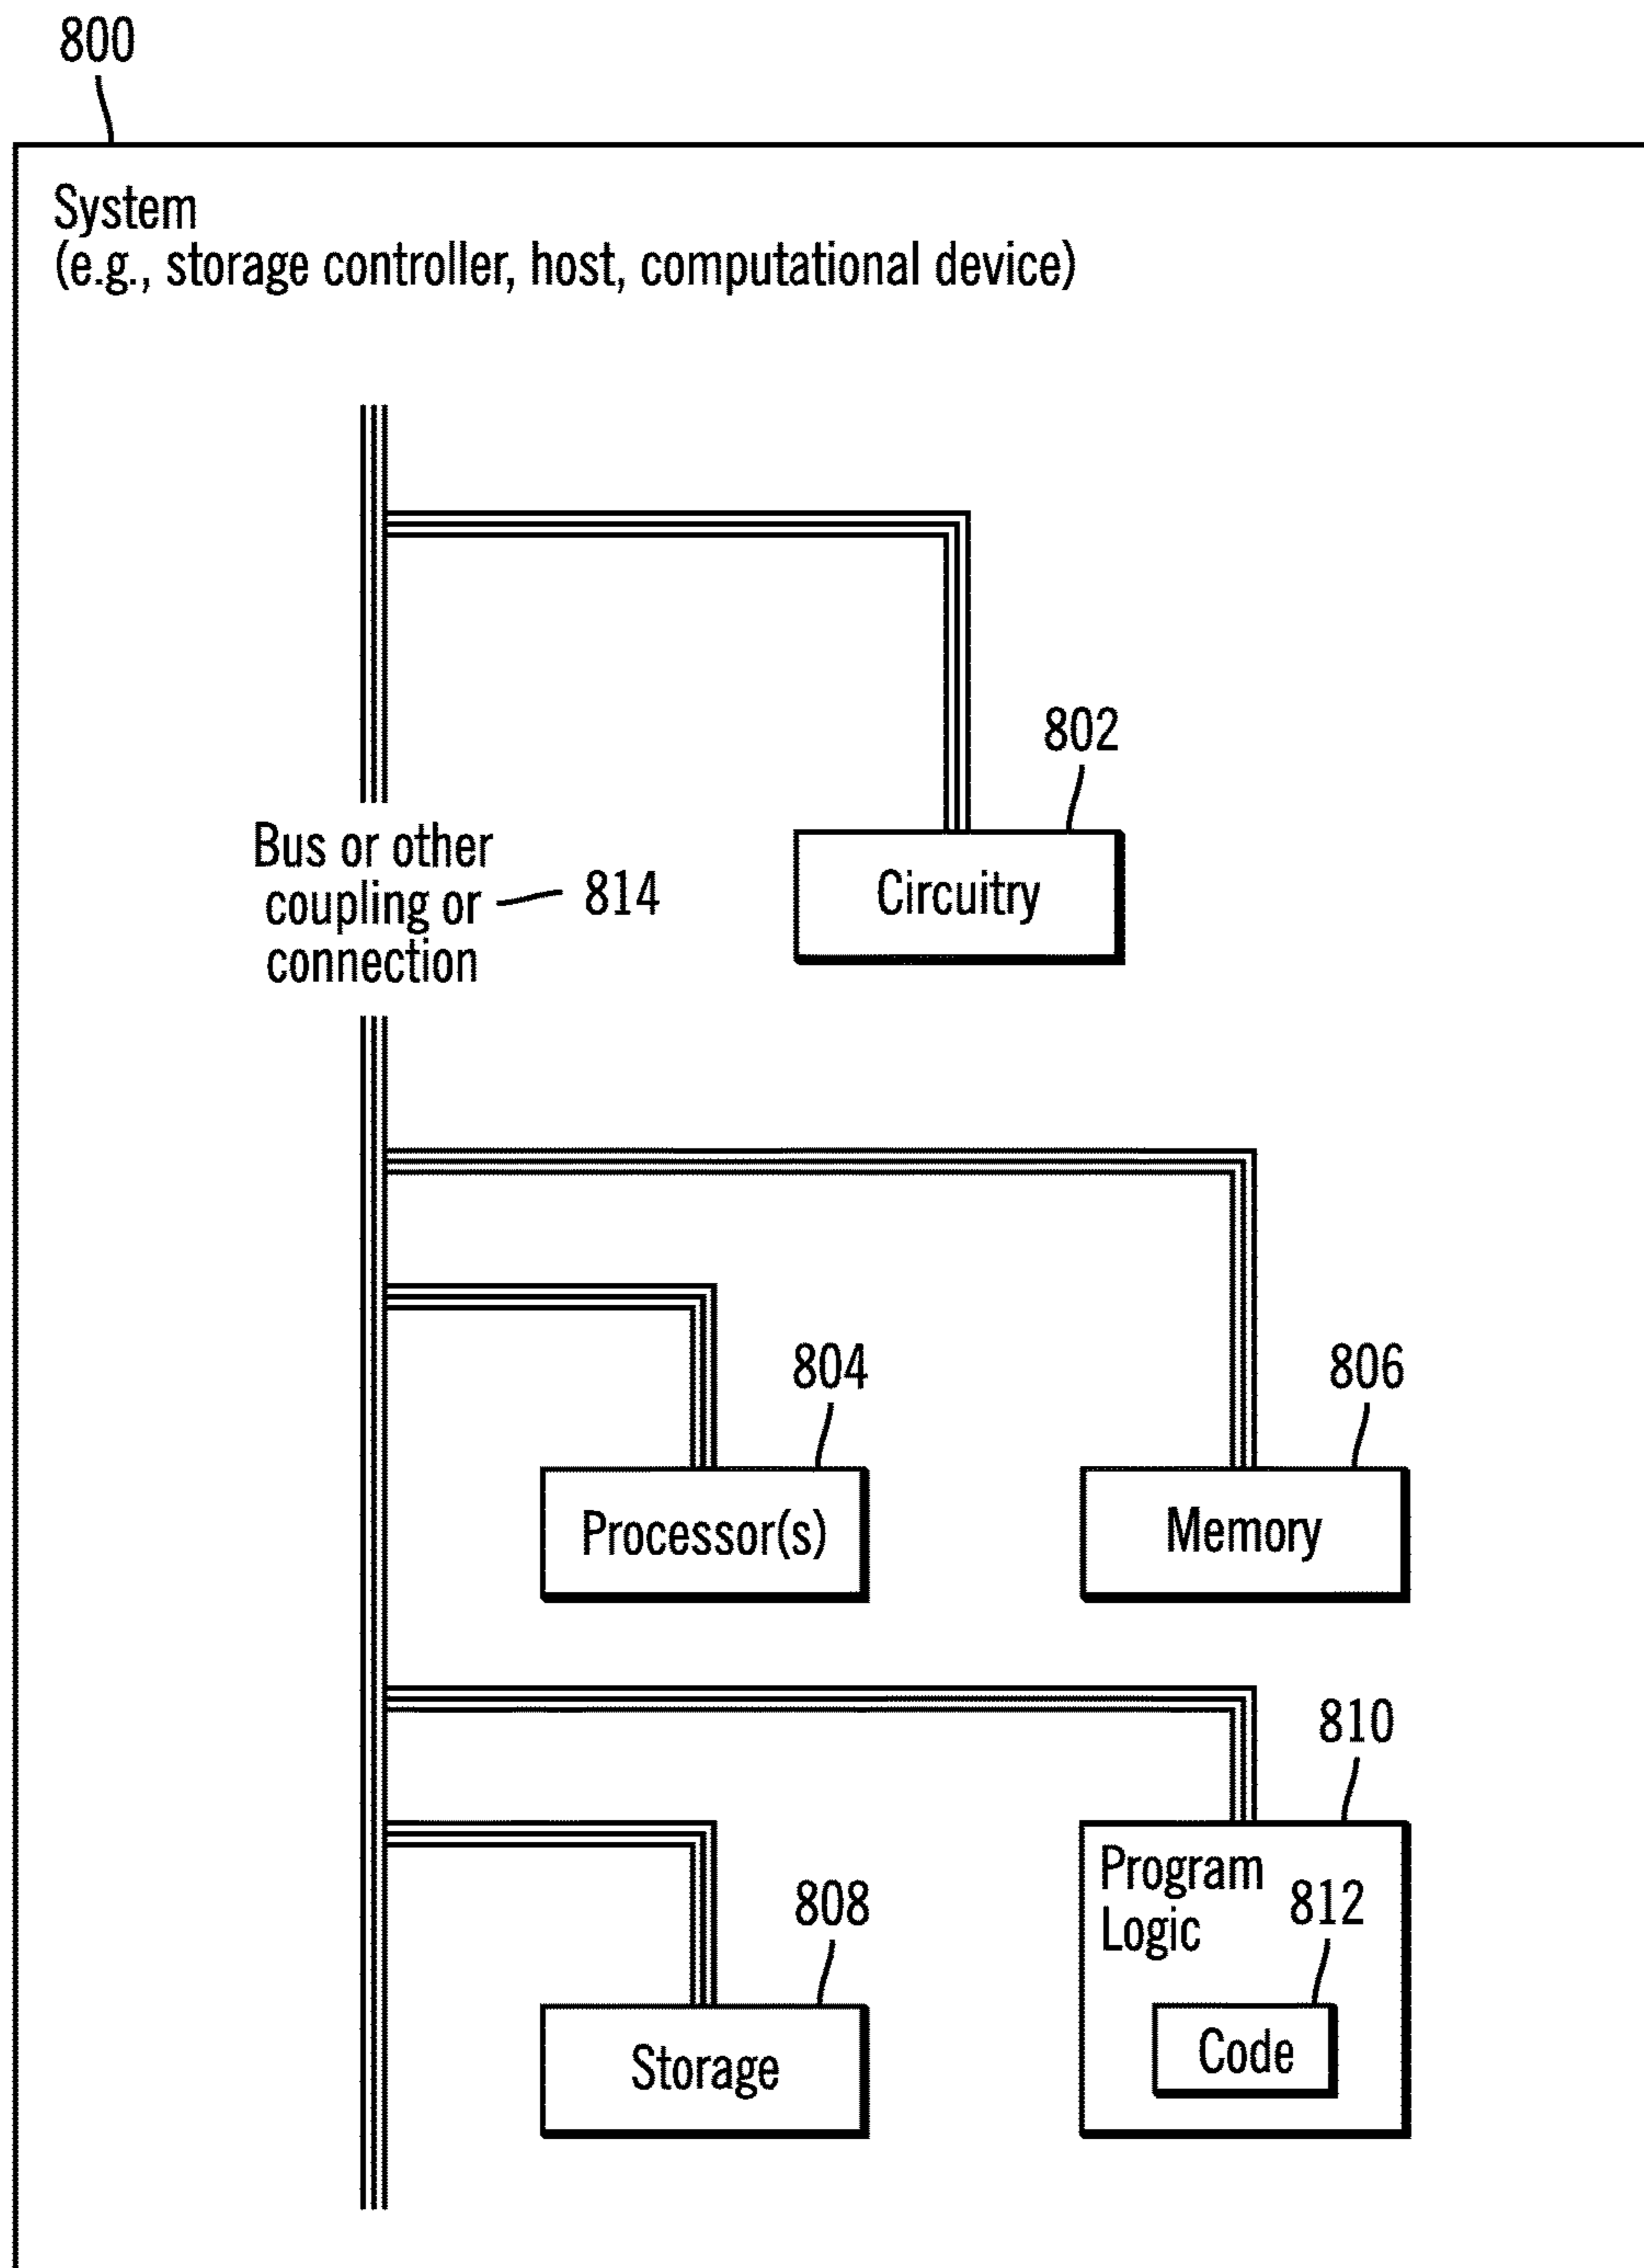 800
System
(e.g., storage controller, host, computational device)
802
Bus or other
coupling or
connection
814
Circuitry
804
806
Processor(s)
Memory
810
Program
Logic
812
808
Storage
Code